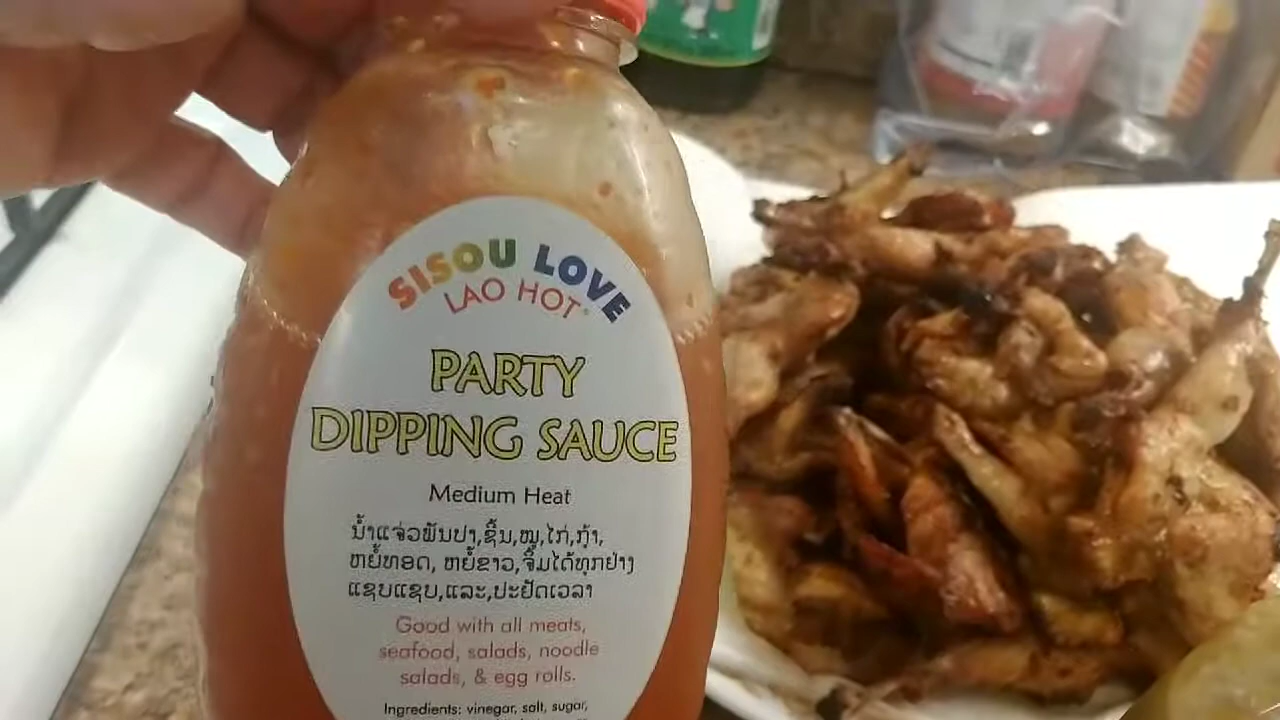 SISOU LOVE
LAO HOT
PARTY
DIPPING SAUCE
Medium Heat
ນ້ຳແຈ່ວພັນປາ,ຊີ້ນ,ໝູ,ໄກ່,ກຸ້າ,
ຫຍໍ້ທອດ, ຫຍໍ້ຂາວ,ຈິ້ມໄດ້ທຸກຢ່າງ
ແຊບແຊບ,ແລະ,ປະຢັດເວລາ
Good with all meats,
seafood, salads, noodle
salads, & egg rolls.
Ingredients: vinegar, salt, sugar,